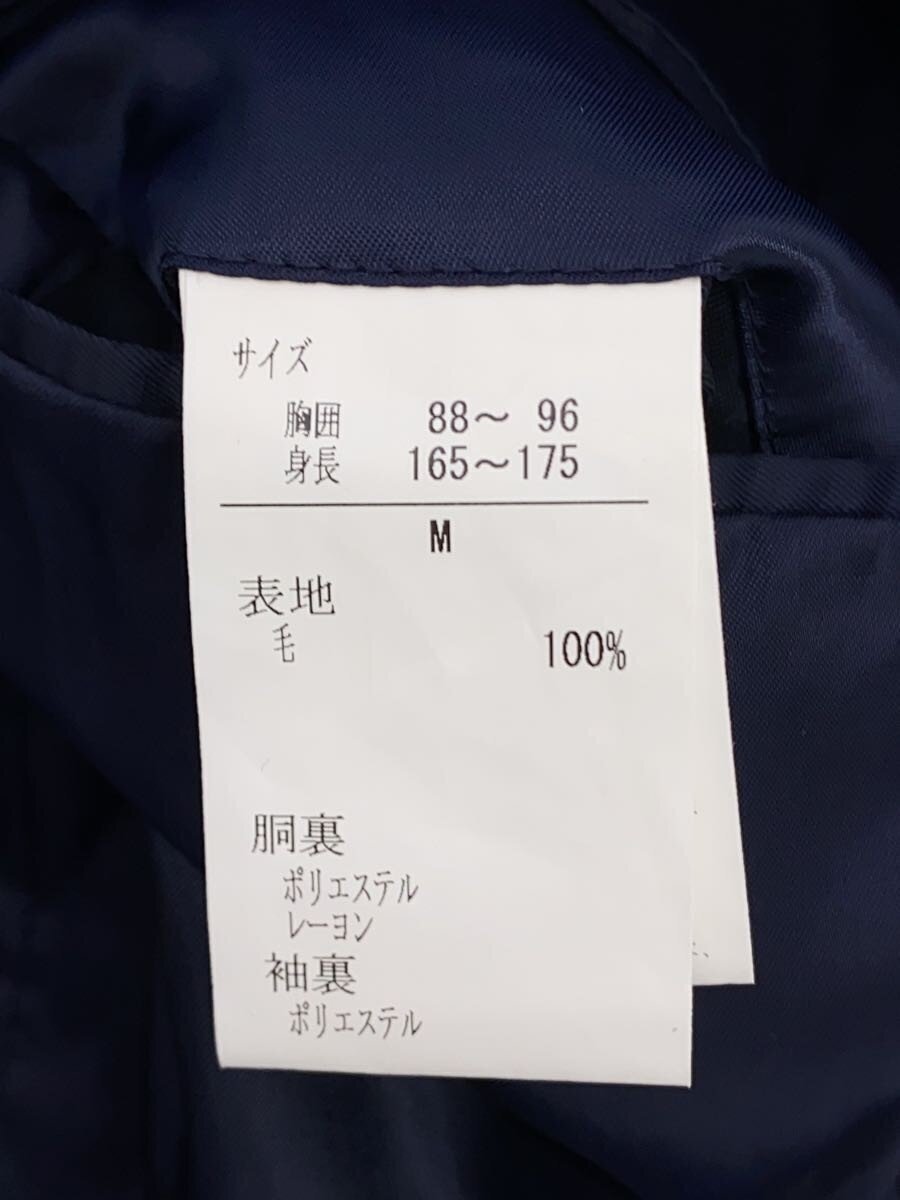 サイズ
胸囲 88～ 96
身長 165～175
M
表地
毛 100%
胴裏
ポリエステル
レーヨン
袖裏
ポリエステル